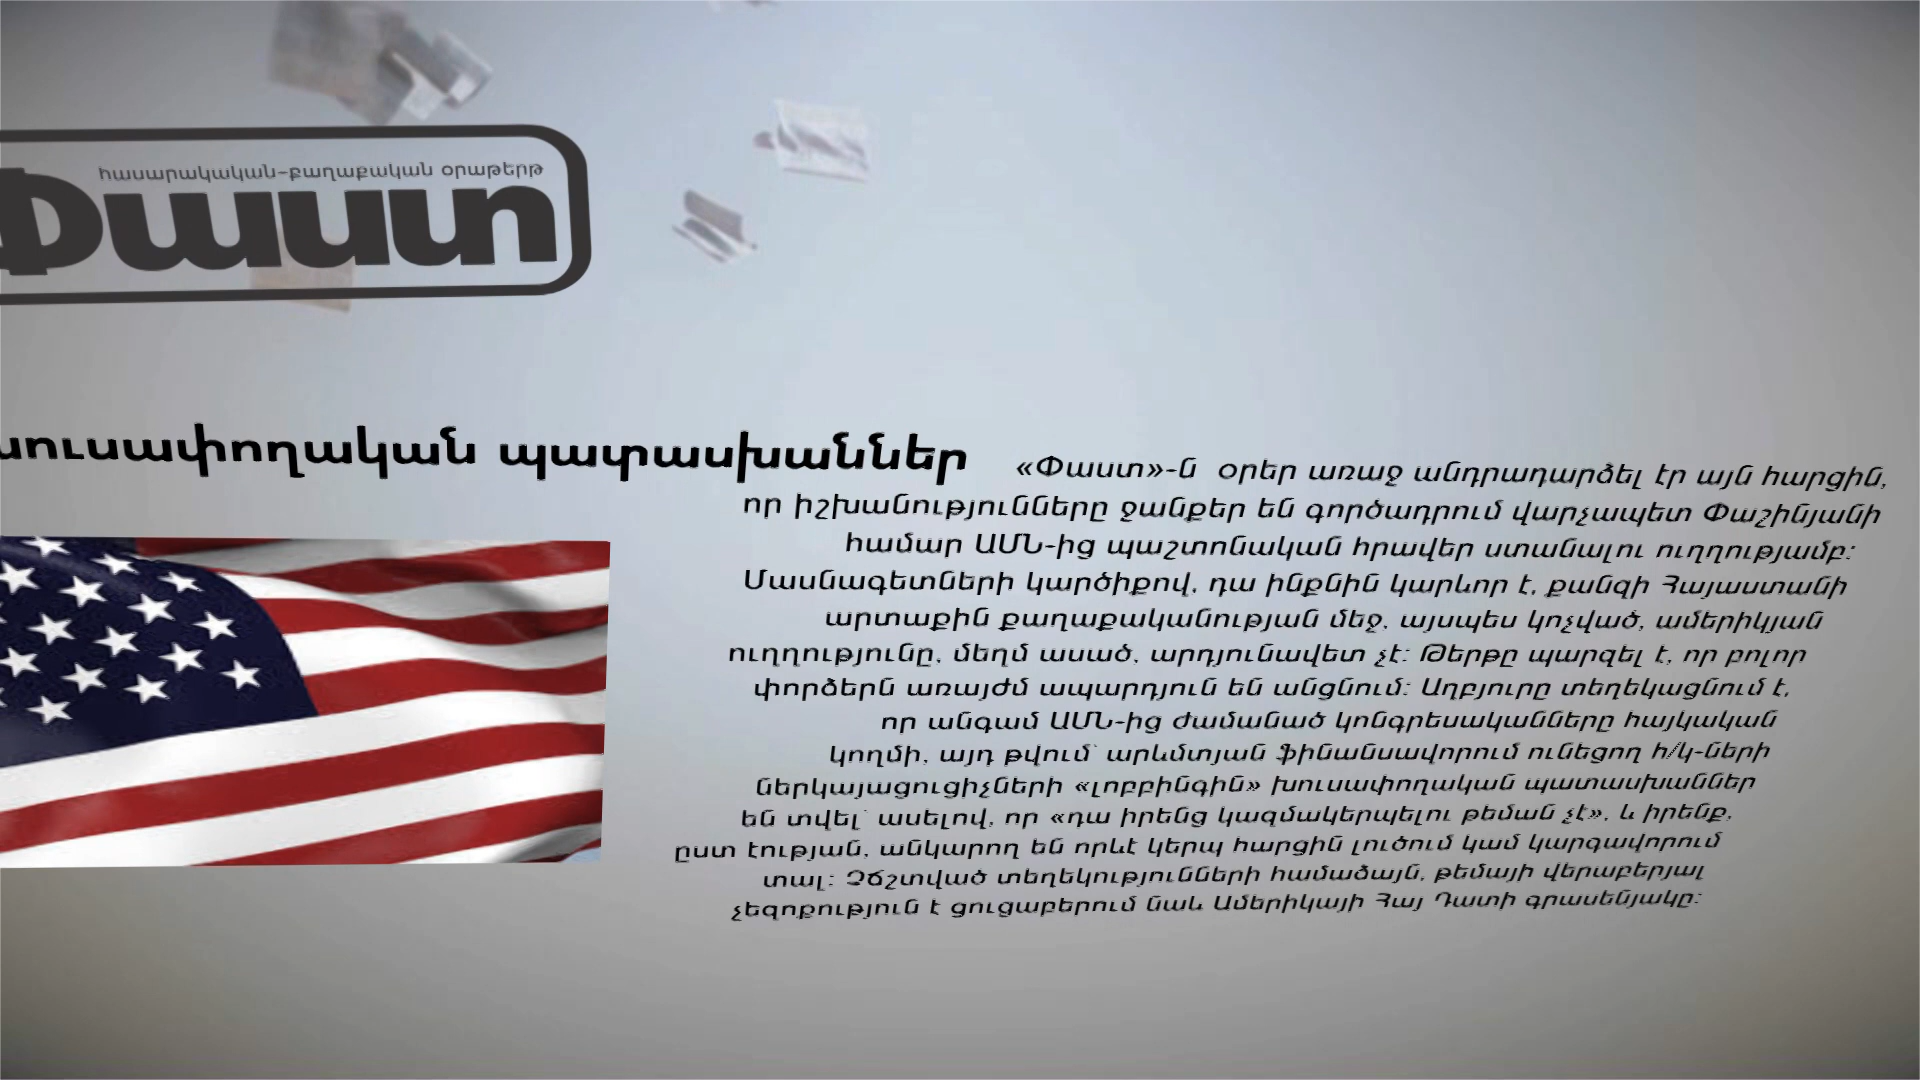 հասարակական-քաղաքական օրաթերթ
Փաստ
պատասխաններ
«Փաստ»-ն օրեր առաջ անդրադարձել էր այն հարցին,
որ իշխանությունները ջանքեր են գործադրում վարչապետ Փաշինյանի
համար ԱՄՆ-ից պաշտոնական հրավեր ստանալու ուղղությամբ:
Մասնագետների կարծիքով, դա ինքնին կարևոր է, քանզի Հայաստանի
արտաքին քաղաքականության մեջ, այսպես կոչված, ամերիկյան
ուղղությունը, մեղմ ասած, արդյունավետ չէ: Թերթը պարզել է, որ բոլոր
փորձերն առայժմ ապարդյուն են անցնում: Աղբյուրը տեղեկացնում է,
որ անգամ ԱՄՆ-ից ժամանած կոնգրեսականները հայկական
կողմի, այդ թվում՝ արևմտյան ֆինանսավորում ունեցող հ/կ-ների
ներկայացուցիչների «լոբբինգին» խուսափողական պատասխաններ
են տվել՝ ասելով, որ «դա իրենց կազմակերպելու թեման չէ», և իրենք,
ըստ էության, անկարող են որևէ կերպ հարցին լուծում կամ կարգավորում
տալ: Չճշտված տեղեկությունների համաձայն, թեմայի վերաբերյալ
չեզոքություն է ցուցաբերում նաև Ամերիկայի Հայ Դատի գրասենյակը: